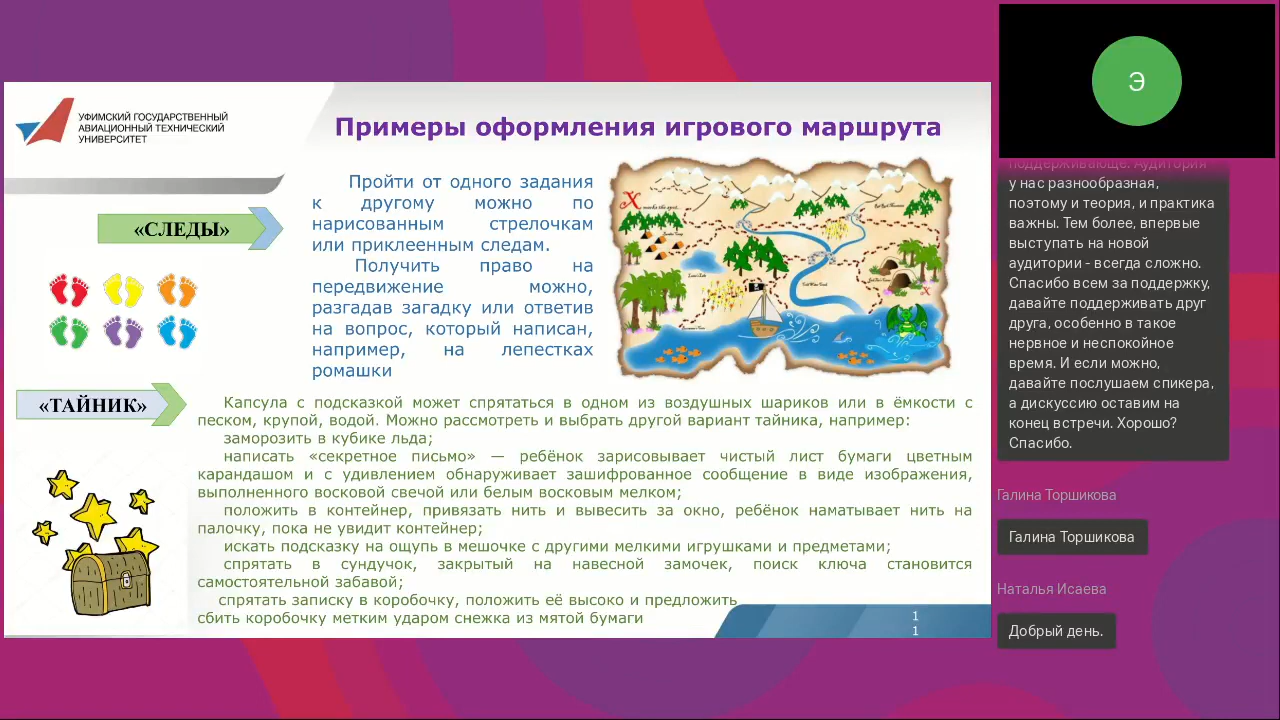 УФИМСКИЙ ГОСУДАРСТВЕННЫЙ
АВИАЦИОННЫЙ ТЕХНИЧЕСКИЙ
УНИВЕРСИТЕТ
Примеры оформления игрового маршрута
«СЛЕДЫ»
Пройти от одного задания
к другому можно по
нарисованным стрелочкам
или приклеенным следам.
Получить право на
передвижение можно,
разгадав загадку или ответив
на вопрос, который написан,
например, на лепестках
ромашки
X marks the spot...
«ТАЙНИК»
Капсула с подсказкой может спрятаться в одном из воздушных шариков или в ёмкости с
песком, крупой, водой. Можно рассмотреть и выбрать другой вариант тайника, например:
заморозить в кубике льда;
написать «секретное письмо» — ребёнок зарисовывает чистый лист бумаги цветным
карандашом и с удивлением обнаруживает зашифрованное сообщение в виде изображения,
выполненного восковой свечой или белым восковым мелком;
положить в контейнер, привязать нить и вывесить за окно, ребёнок наматывает нить на
палочку, пока не увидит контейнер;
искать подсказку на ощупь в мешочке с другими мелкими игрушками и предметами;
спрятать в сундучок, закрытый на навесной замочек, поиск ключа становится
самостоятельной забавой;
спрятать записку в коробочку, положить её высоко и предложить
сбить коробочку метким ударом снежка из мятой бумаги
1
1
Э
поддерживающе. Аудитория
у нас разнообразная,
поэтому и теория, и практика
важны. Тем более, впервые
выступать на новой
аудитории - всегда сложно.
Спасибо всем за поддержку,
давайте поддерживать друг
друга, особенно в такое
нервное и неспокойное
время. И если можно,
давайте послушаем спикера,
а дискуссию оставим на
конец встречи. Хорошо?
Спасибо.
Галина Торшикова
Галина Торшикова
Наталья Исаева
Добрый день.